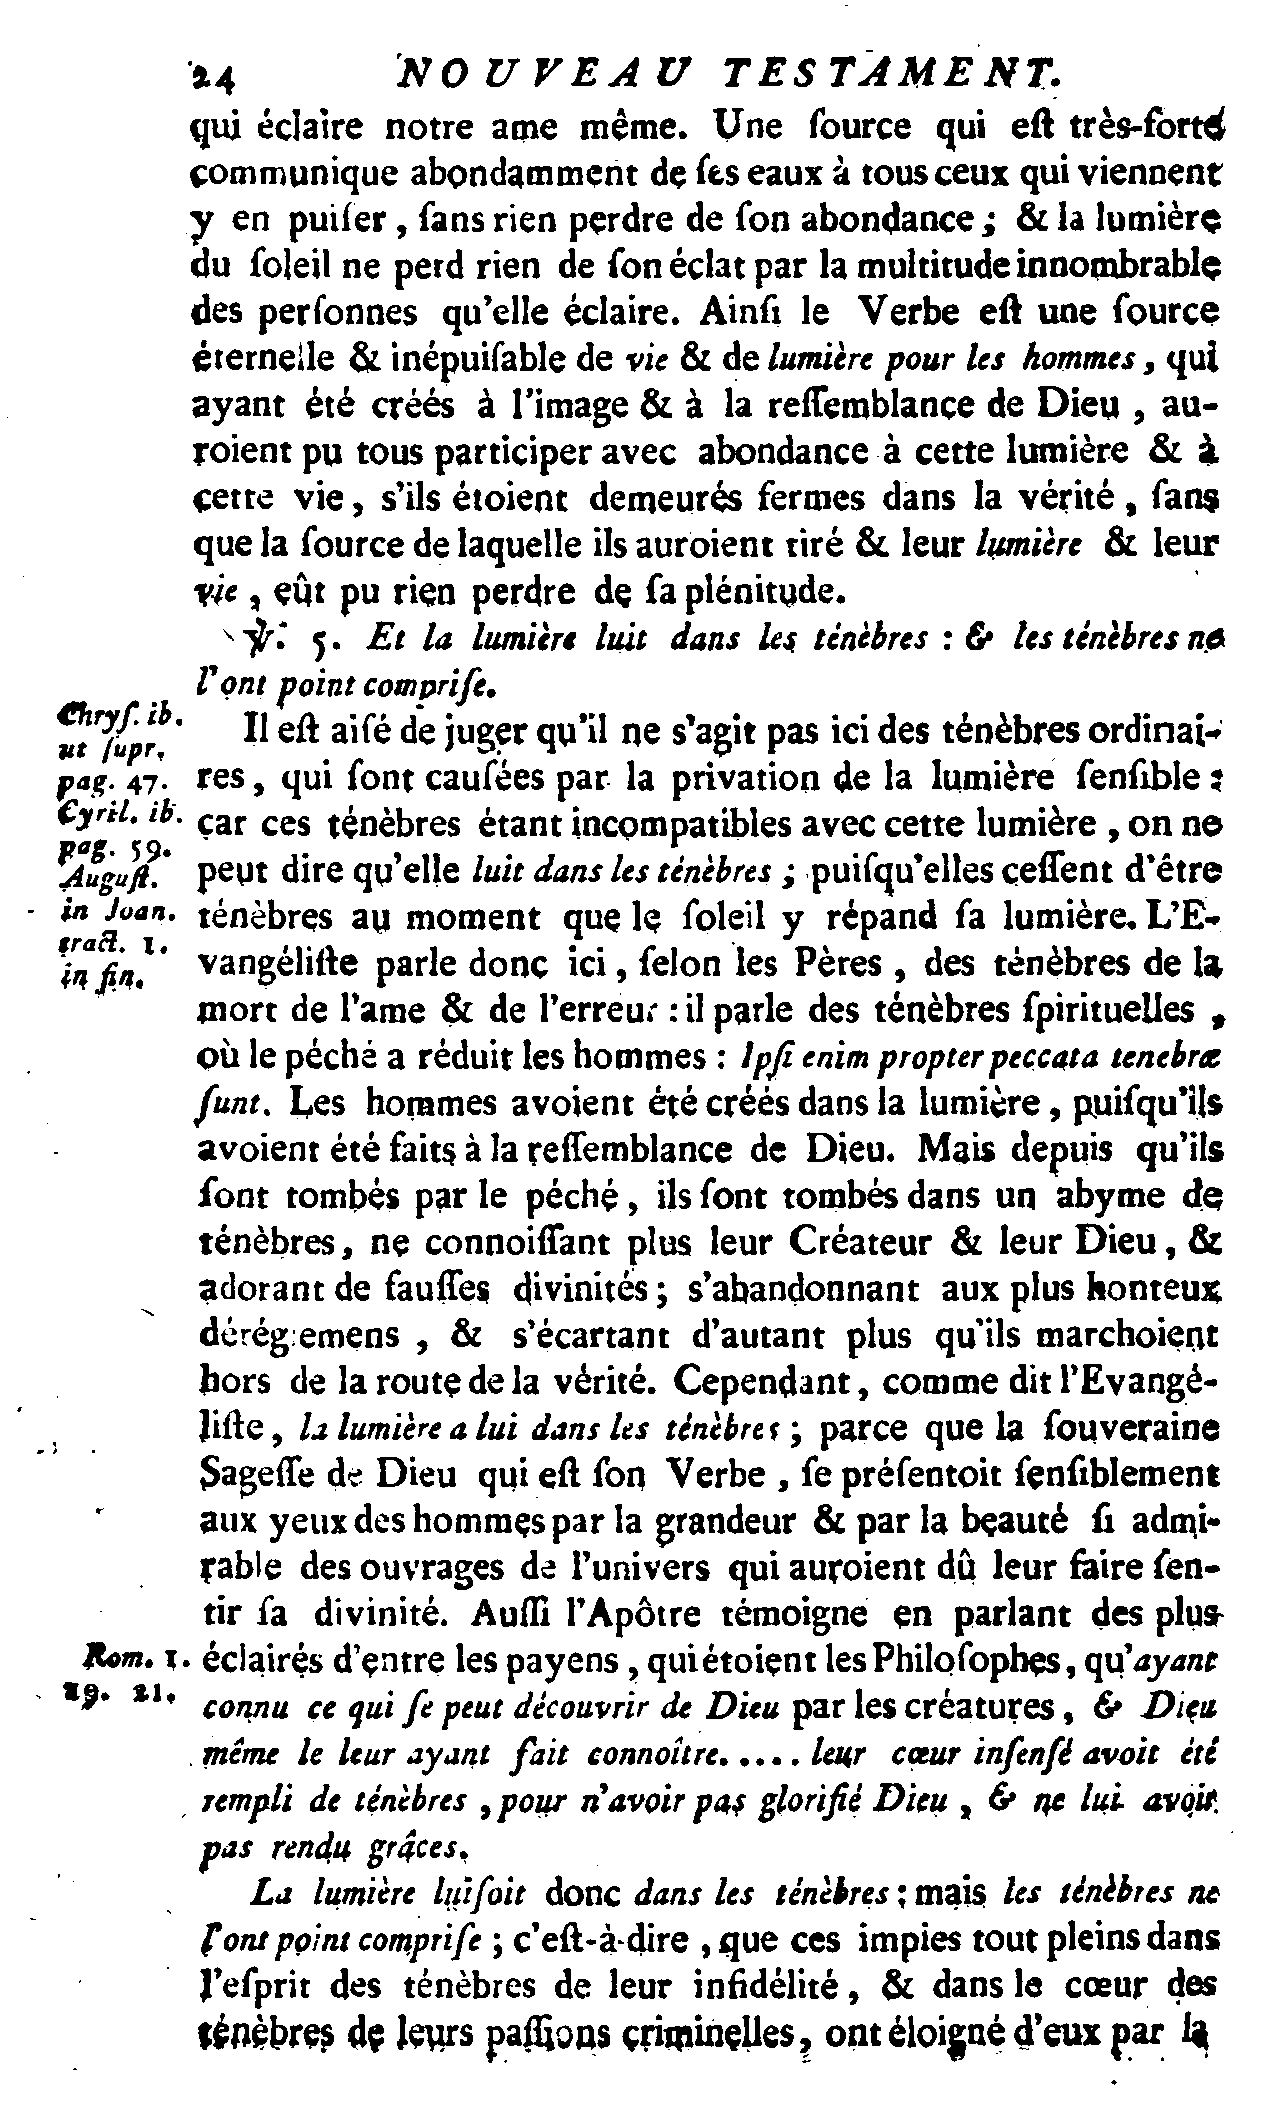 24 NOUVEAU TESTAMENT.
qui éclaire notre ame même. Une ſource qui eſt très-forte
communique abondamment de ſes eaux à tous ceux qui viennent
y en puiſer, ſans rien perdre de ſon abondance; & la lumière
du ſoleil ne perd rien de ſon éclat par la multitude innombrable
des perſonnes qu'elle éclaire. Ainſi le Verbe eſt une ſource
éternelle & inépuiſable de vie & de lumière pour les hommes, qui
ayant été créés à l'image & à la reſſemblance de Dieu, au-
roient pu tous participer avec abondance à cette lumière & à
cette vie, s'ils étoient demeurés fermes dans la vérité, ſans
que la ſource de laquelle ils auroient tiré & leur lumière & leur
vie, eût pu rien perdre de ſa plénitude.
℣. 5. Et la lumière luit dans les ténèbres : & les ténèbres ne
l'ont point compriſe.
Chryſ. ib.
ut ſupr.
pag. 47.
Cyril. ib.
pag. 59.
Auguſt.
in Joan.
tract. 1.
in fin.
Il eſt aiſé de juger qu'il ne s'agit pas ici des ténèbres ordinai-
res, qui ſont cauſées par la privation de la lumière ſenſible :
car ces ténèbres étant incompatibles avec cette lumière, on ne
peut dire qu'elle luit dans les ténèbres; puiſqu'elles ceſſent d'être
ténèbres au moment que le ſoleil y répand ſa lumière. L'E-
vangéliſte parle donc ici, ſelon les Pères, des ténèbres de la
mort de l'ame & de l'erreur : il parle des ténèbres ſpirituelles,
où le péché a réduit les hommes : Ipſi enim propter peccata tenebræ
ſunt. Les hommes avoient été créés dans la lumière, puiſqu'ils
avoient été faits à la reſſemblance de Dieu. Mais depuis qu'ils
ſont tombés par le péché, ils ſont tombés dans un abyme de
ténèbres, ne connoiſſant plus leur Créateur & leur Dieu, &
adorant de fauſſes divinités; s'abandonnant aux plus honteux
déréglemens, & s'écartant d'autant plus qu'ils marchoient
hors de la route de la vérité. Cependant, comme dit l'Evangé-
liſte, la lumière a lui dans les ténèbres; parce que la ſouveraine
Sageſſe de Dieu qui eſt ſon Verbe, ſe préſentoit ſenſiblement
aux yeux des hommes par la grandeur & par la beauté ſi admi-
rable des ouvrages de l'univers qui auroient dû leur faire ſen-
tir ſa divinité. Auſſi l'Apôtre témoigne en parlant des plus
Rom. 1.
19. 21.
éclairés d'entre les payens, qui étoient les Philoſophes, qu'ayant
connu ce qui ſe peut découvrir de Dieu par les créatures, & Dieu
même le leur ayant fait connoître..... leur cœur inſenſé avoit été
rempli de ténèbres, pour n'avoir pas glorifié Dieu, & ne lui avoir
pas rendu grâces.
La lumière luiſoit donc dans les ténèbres; mais les ténèbres ne
l'ont point compriſe; c'eſt-à-dire, que ces impies tout pleins dans
l'eſprit des ténèbres de leur infidélité, & dans le cœur des
ténèbres de leurs paſſions criminelles, ont éloigné d'eux par la